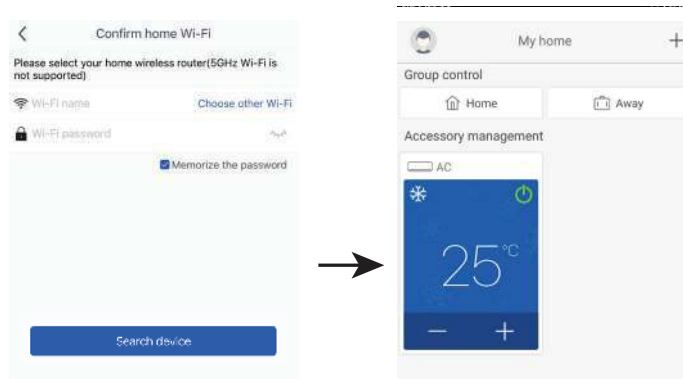 Confirm home Wi-Fi
Please select your home wireless router(5GHz Wi-Fi is
not supported)
Wi-Fi name
Choose other Wi-Fi
Wi-Fi password
Memorize the password
Search device
My home
Group control
Home
Away
Accessory management
AC
25°C